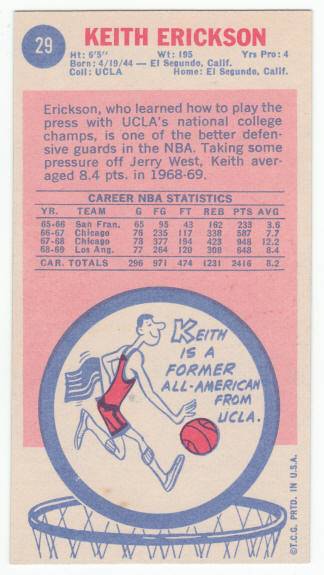 29
KEITH ERICKSON
Ht: 6'5" Wt: 195 Yrs Pro: 4
Born: 4/19/44 — El Segundo, Calif.
Coll: UCLA Home: El Segundo, Calif.
Erickson, who learned how to play the
press with UCLA's national college
champs, is one of the better defen-
sive guards in the NBA. Taking some
pressure off Jerry West, Keith aver-
aged 8.4 pts. in 1968-69.
CAREER NBA STATISTICS
YR. TEAM G FG FT REB PTS AVG
65-66 San Fran. 65 95 43 162 233 3.6
66-67 Chicago 76 235 117 338 587 7.7
67-68 Chicago 78 377 194 423 948 12.2
68-69 Los Ang. 77 264 120 308 648 8.4
CAR. TOTALS 296 971 474 1231 2416 8.2
KEITH
IS A
FORMER
ALL-AMERICAN
FROM
UCLA.
©T.C.G. PRTD. IN U.S.A.